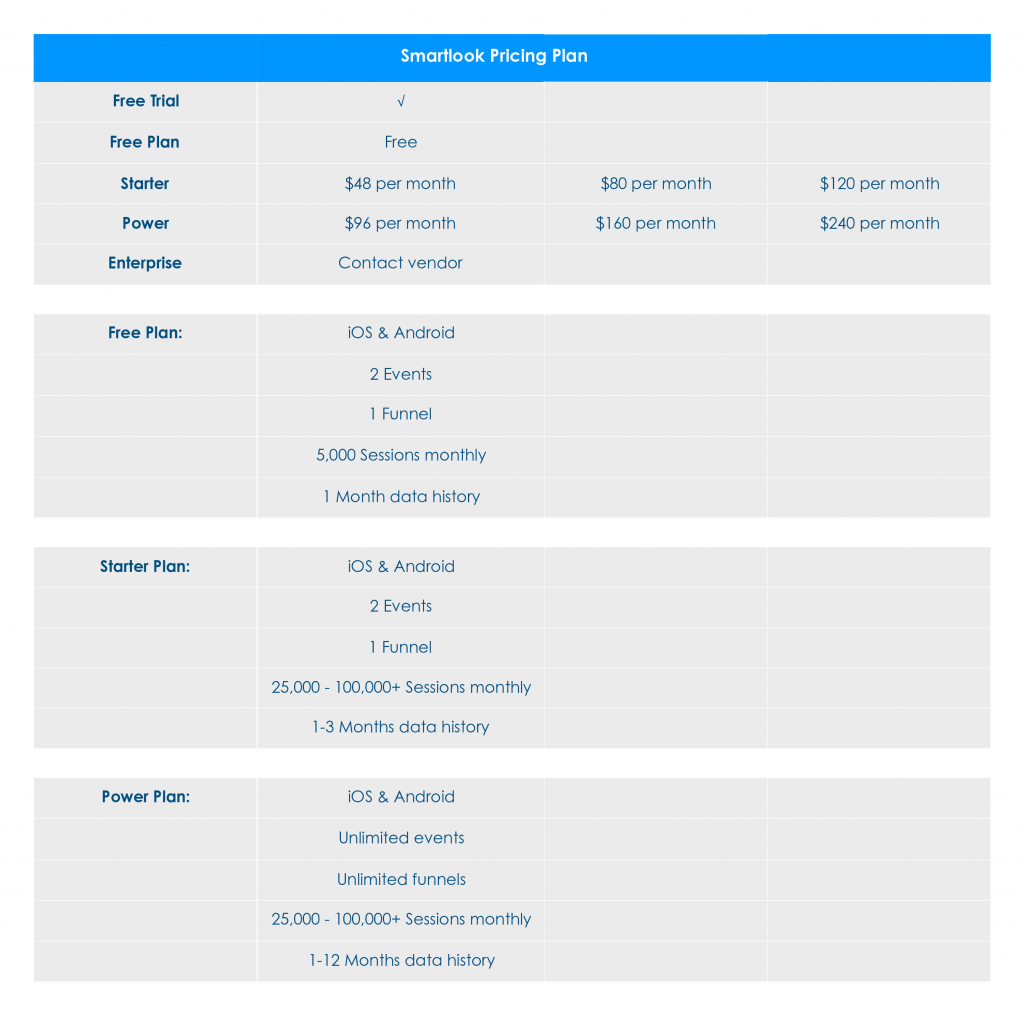 Smartlook Pricing Plan
Free Trial √
Free Plan Free
Starter $48 per month $80 per month $120 per month
Power $96 per month $160 per month $240 per month
Enterprise Contact vendor
Free Plan: iOS & Android
2 Events
1 Funnel
5,000 Sessions monthly
1 Month data history
Starter Plan: iOS & Android
2 Events
1 Funnel
25,000 - 100,000+ Sessions monthly
1-3 Months data history
Power Plan: iOS & Android
Unlimited events
Unlimited funnels
25,000 - 100,000+ Sessions monthly
1-12 Months data history